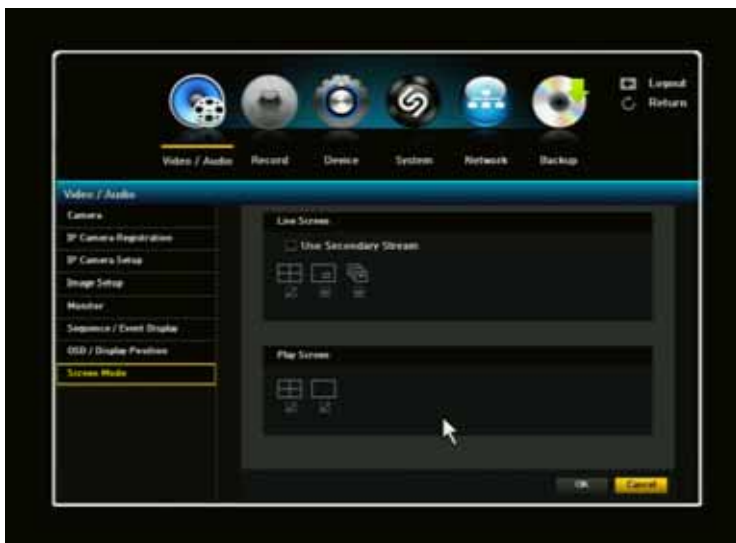 Logout
Return
Video / Audio
Record
Device
System
Network
Backup
Video / Audio
Camera
IP Camera Registration
IP Camera Setup
Image Setup
Monitor
Sequence / Event Display
OSD / Display Position
Screen Mode
Live Screen
Use Secondary Stream
Play Screen
OK
Cancel